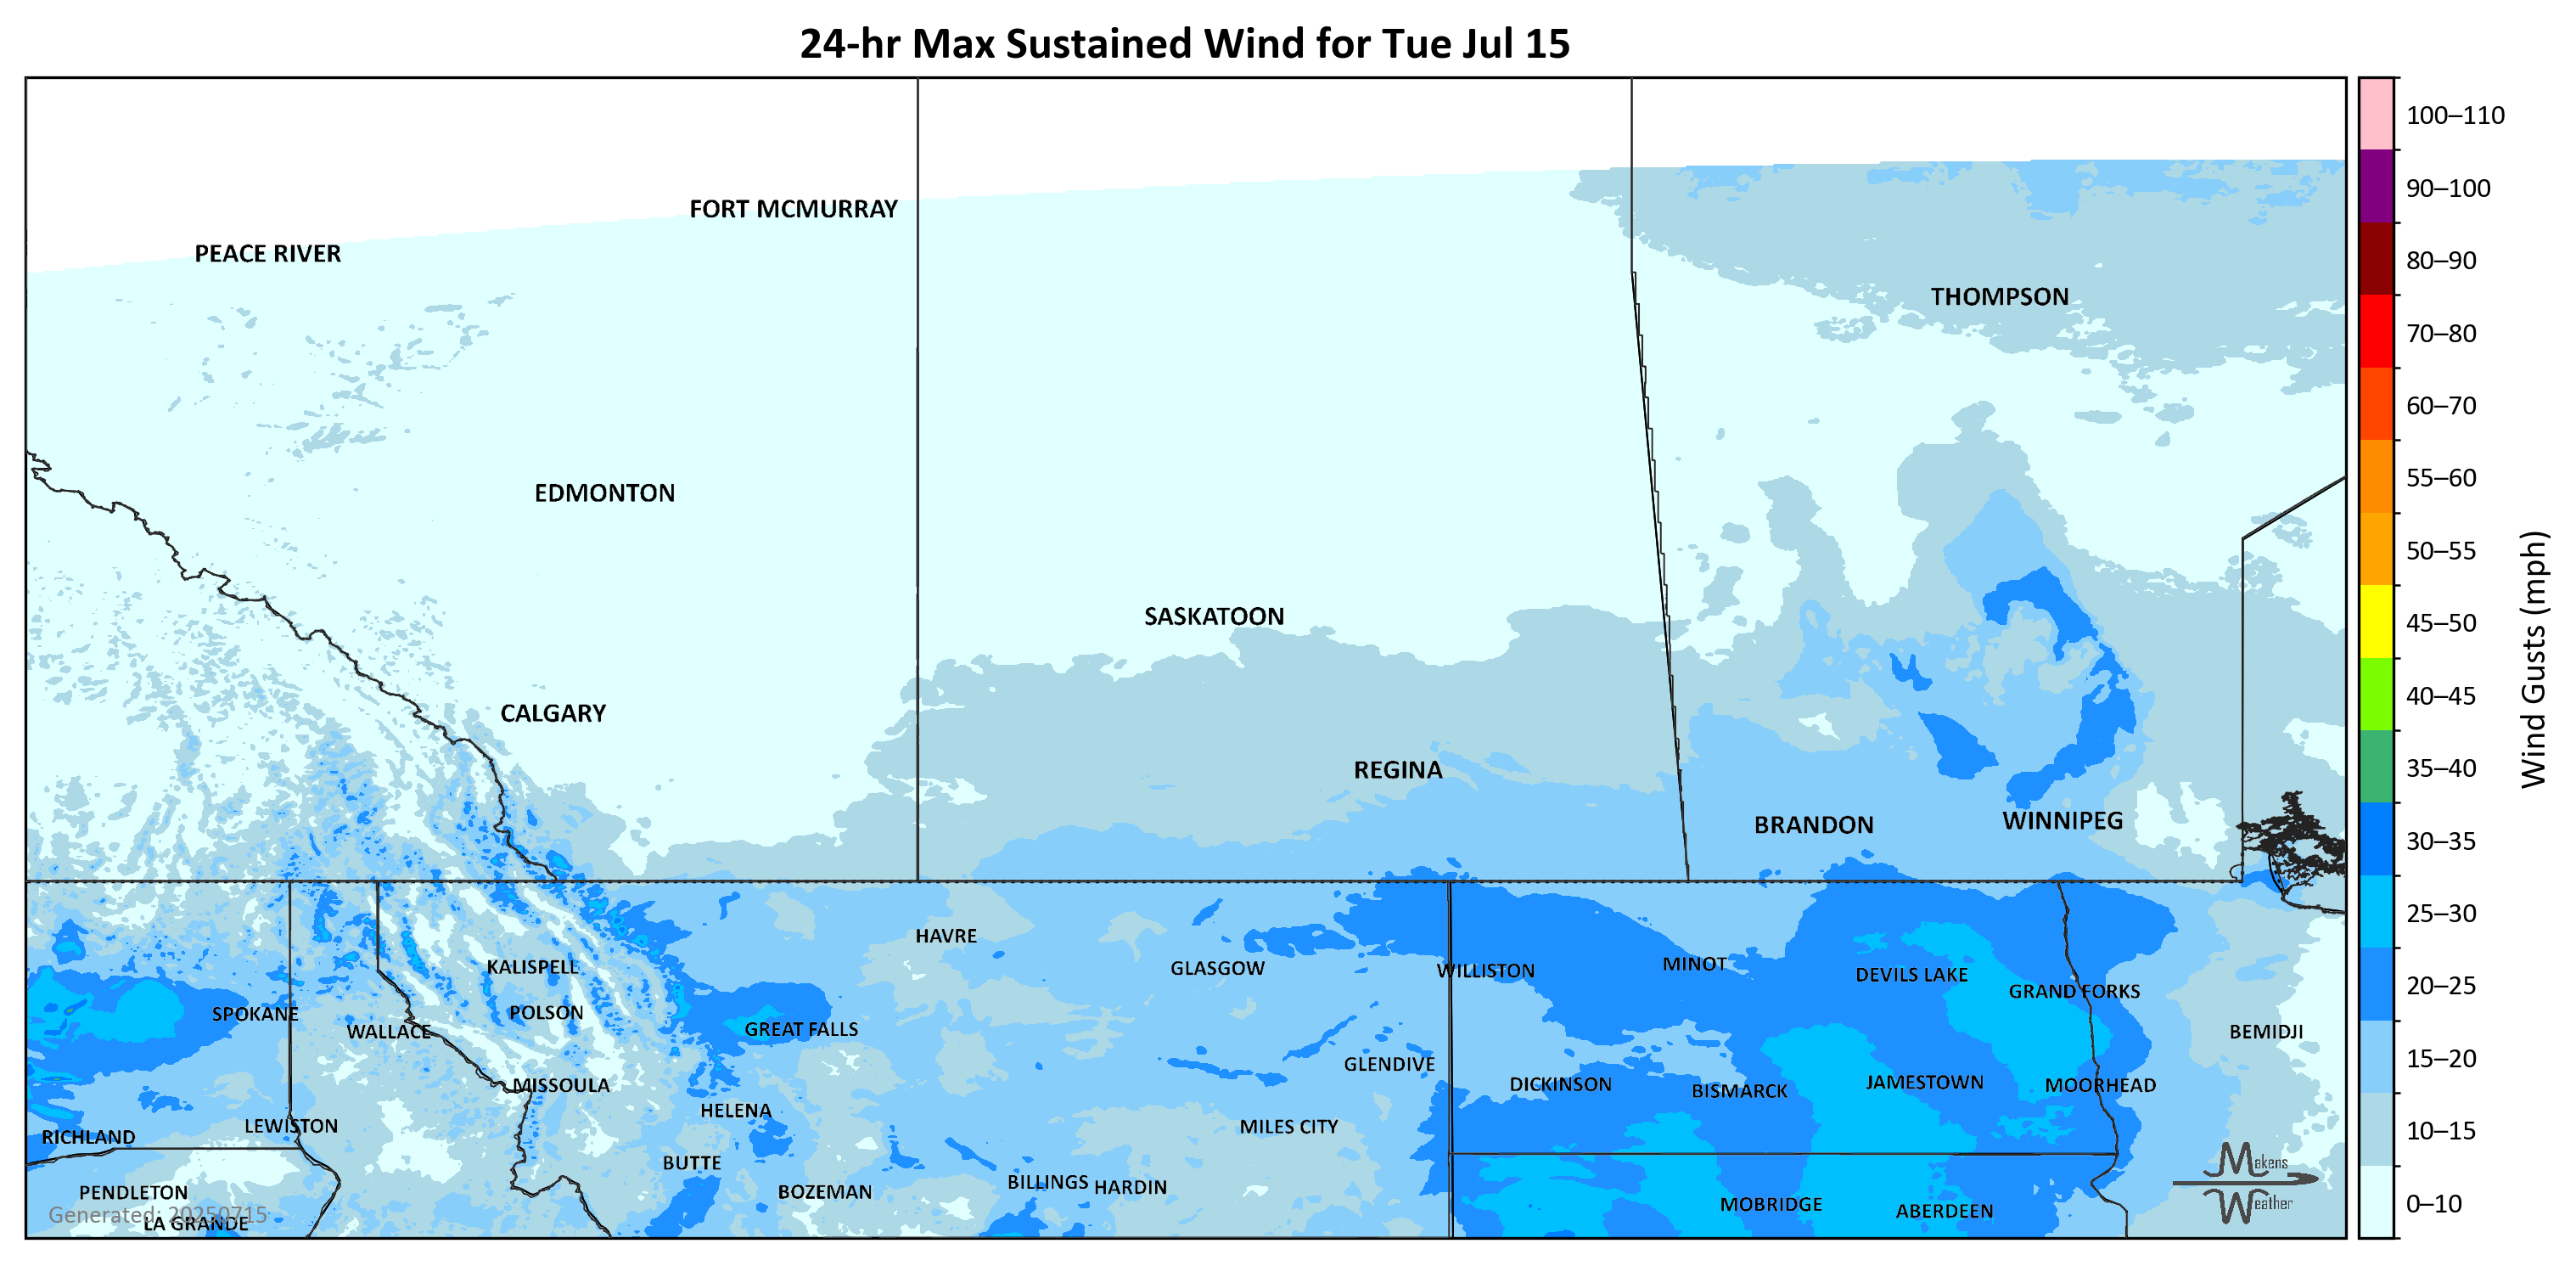 24-hr Max Sustained Wind for Tue Jul 15
100–110
90–100
80–90
70–80
60–70
55–60
50–55
45–50
40–45
35–40
30–35
25–30
20–25
15–20
10–15
0–10
Wind Gusts (mph)
FORT MCMURRAY
PEACE RIVER
THOMPSON
EDMONTON
SASKATOON
CALGARY
REGINA
BRANDON
WINNIPEG
HAVRE
KALISPELL
GLASGOW
WILLISTON
MINOT
DEVILS LAKE
GRAND FORKS
SPOKANE
POLSON
WALLACE
GREAT FALLS
BEMIDJI
GLENDIVE
MISSOULA
DICKINSON
BISMARCK
JAMESTOWN
MOORHEAD
HELENA
LEWISTON
MILES CITY
RICHLAND
BUTTE
PENDLETON
BOZEMAN
BILLINGS
HARDIN
MOBRIDGE
ABERDEEN
Generated: 20250715
LA GRANDE
Makens
Weather